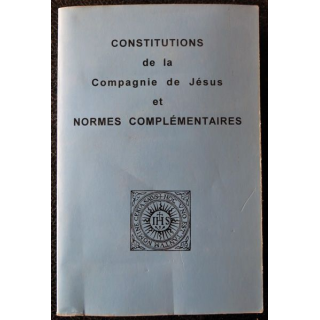 CONSTITUTIONS
de la
Compagnie de Jésus
et
NORMES COMPLÉMENTAIRES
IHS